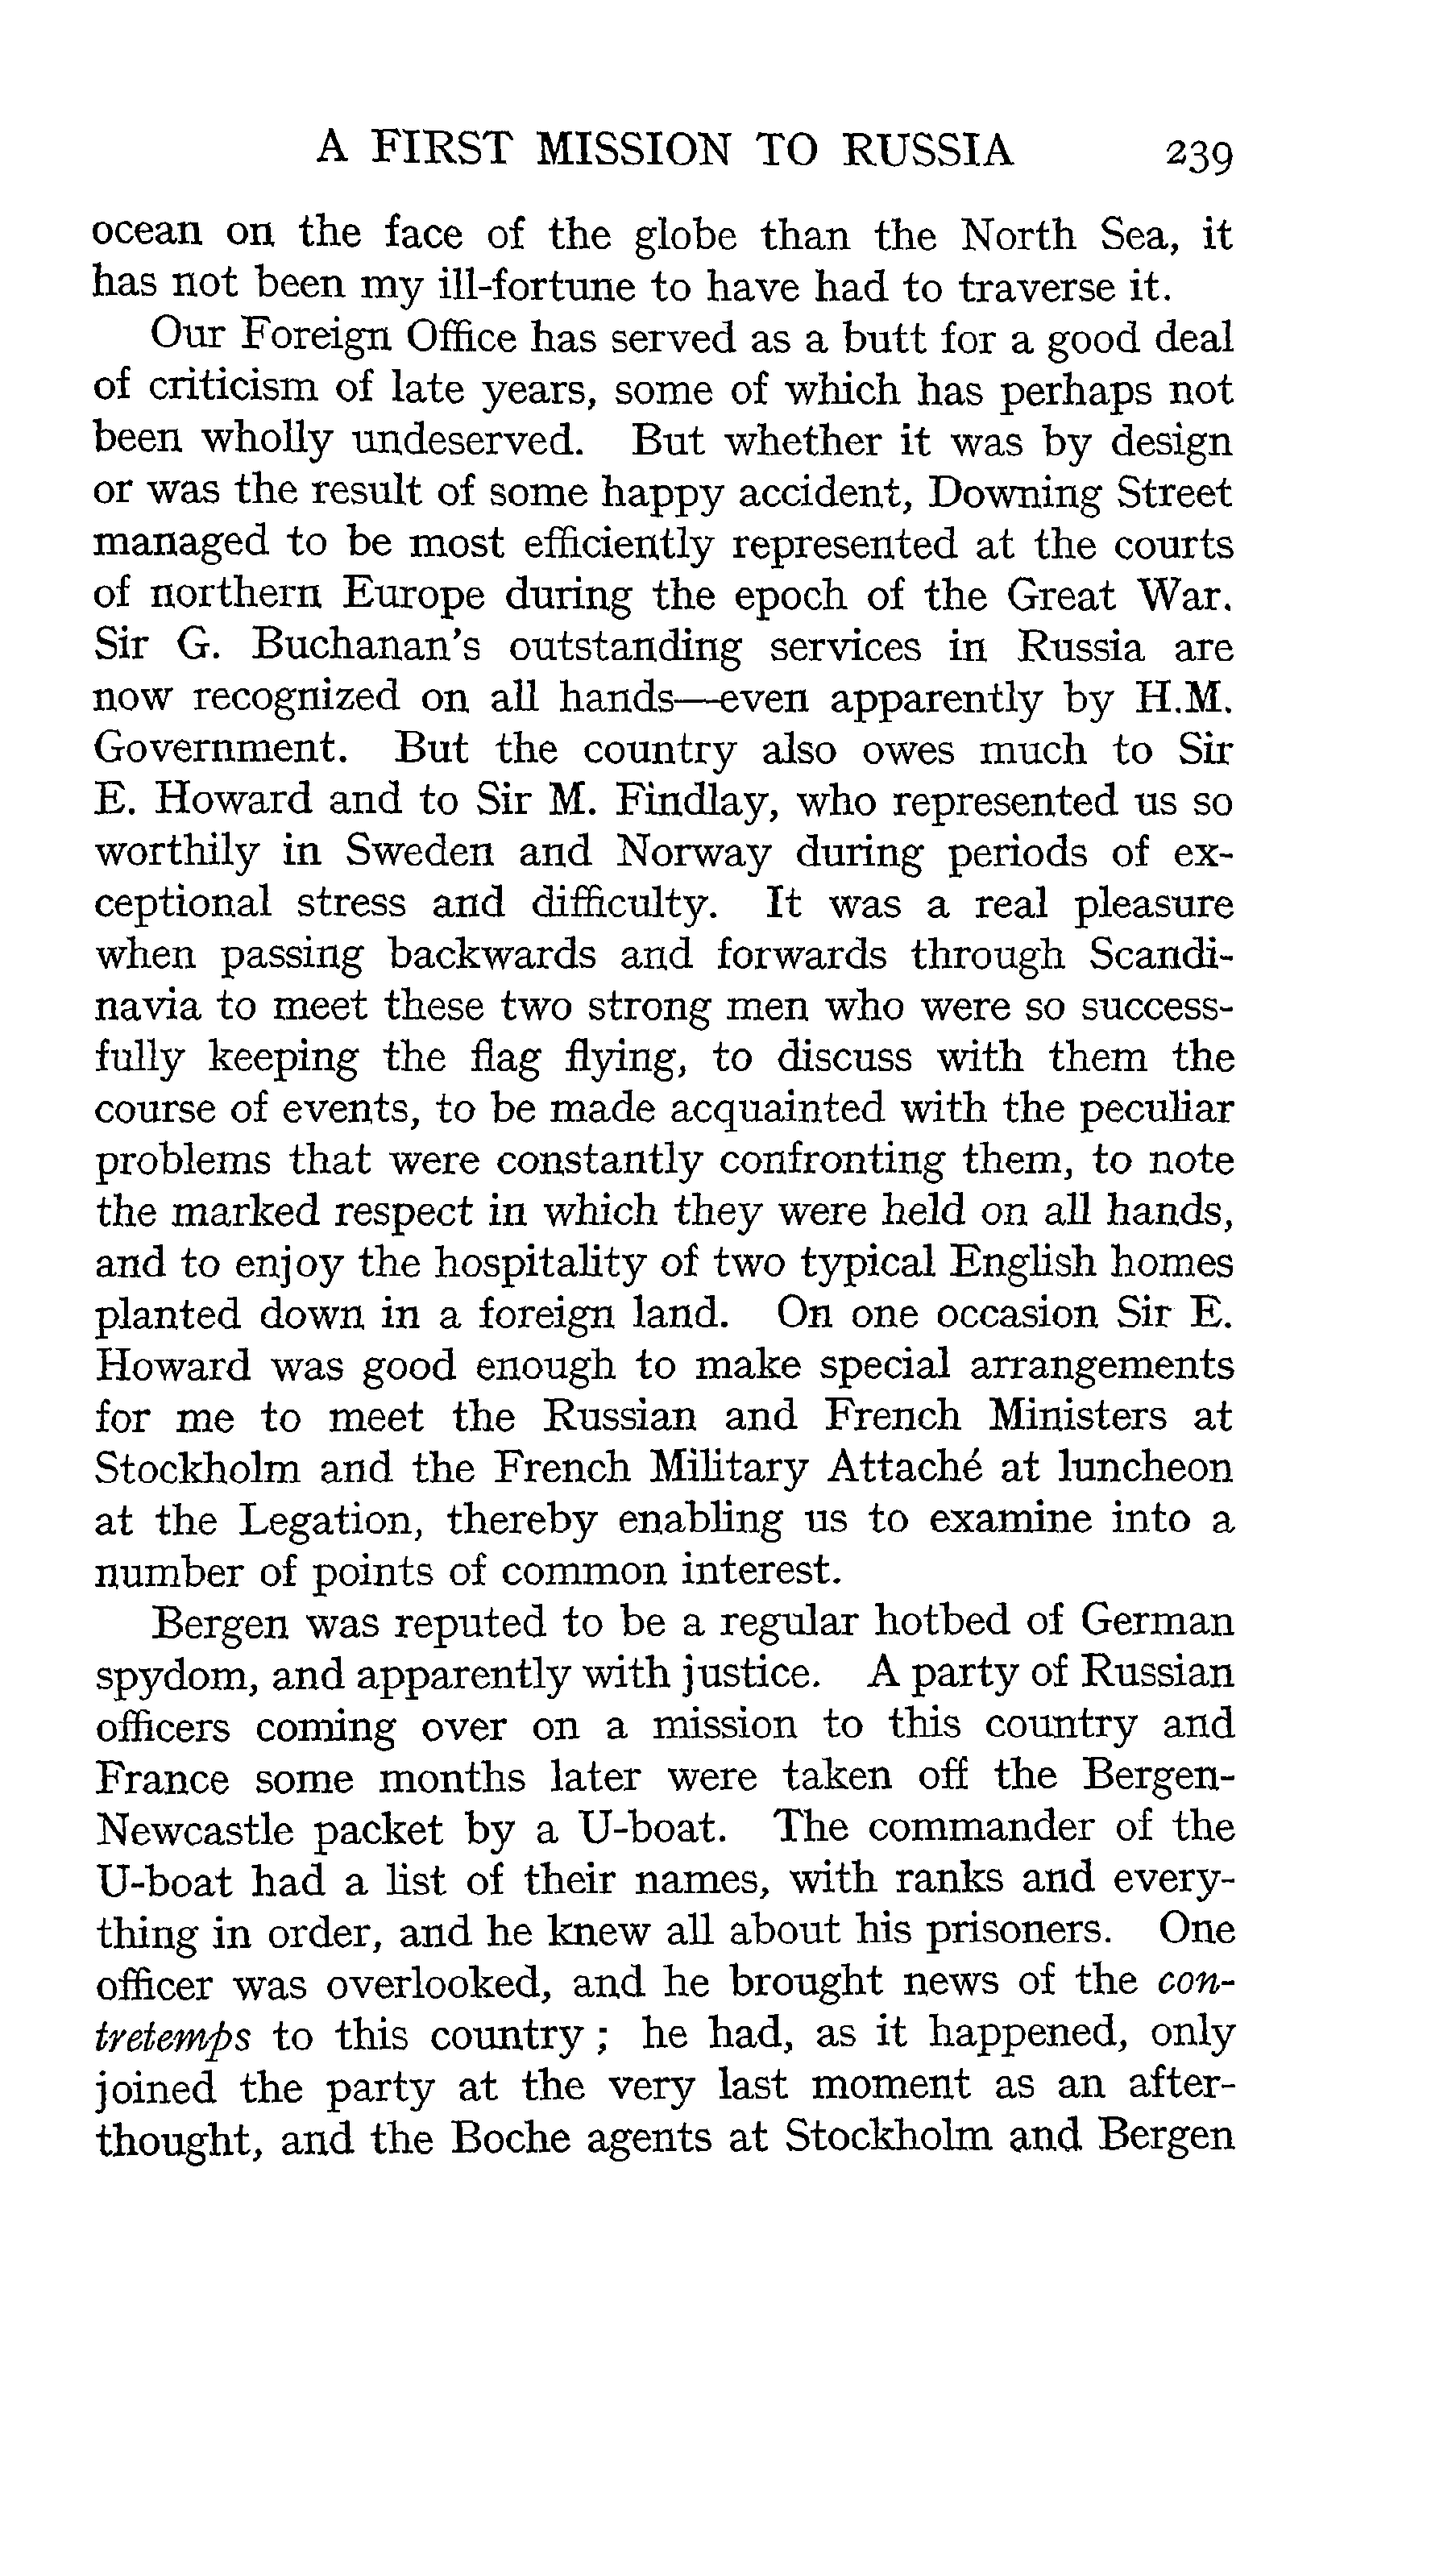 A FIRST MISSION TO RUSSIA 239
ocean on the face of the globe than the North Sea, it
has not been my ill-fortune to have had to traverse it.
Our Foreign Office has served as a butt for a good deal
of criticism of late years, some of which has perhaps not
been wholly undeserved. But whether it was by design
or was the result of some happy accident, Downing Street
managed to be most efficiently represented at the courts
of northern Europe during the epoch of the Great War.
Sir G. Buchanan's outstanding services in Russia are
now recognized on all hands—even apparently by H.M.
Government. But the country also owes much to Sir
E. Howard and to Sir M. Findlay, who represented us so
worthily in Sweden and Norway during periods of ex-
ceptional stress and difficulty. It was a real pleasure
when passing backwards and forwards through Scandi-
navia to meet these two strong men who were so success-
fully keeping the flag flying, to discuss with them the
course of events, to be made acquainted with the peculiar
problems that were constantly confronting them, to note
the marked respect in which they were held on all hands,
and to enjoy the hospitality of two typical English homes
planted down in a foreign land. On one occasion Sir E.
Howard was good enough to make special arrangements
for me to meet the Russian and French Ministers at
Stockholm and the French Military Attaché at luncheon
at the Legation, thereby enabling us to examine into a
number of points of common interest.
Bergen was reputed to be a regular hotbed of German
spydom, and apparently with justice. A party of Russian
officers coming over on a mission to this country and
France some months later were taken off the Bergen-
Newcastle packet by a U-boat. The commander of the
U-boat had a list of their names, with ranks and every-
thing in order, and he knew all about his prisoners. One
officer was overlooked, and he brought news of the con-
tretemps to this country ; he had, as it happened, only
joined the party at the very last moment as an after-
thought, and the Boche agents at Stockholm and Bergen